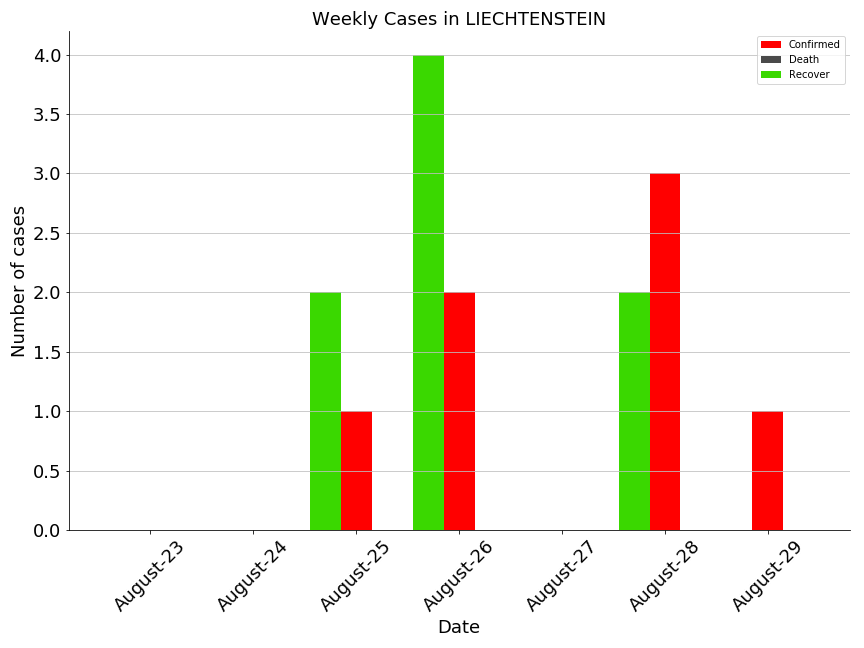 Weekly Cases in LIECHTENSTEIN
Confirmed
Death
Recover
Number of cases
4.0
3.5
3.0
2.5
2.0
1.5
1.0
0.5
0.0
August-23
August-24
August-25
August-26
August-27
August-28
August-29
Date